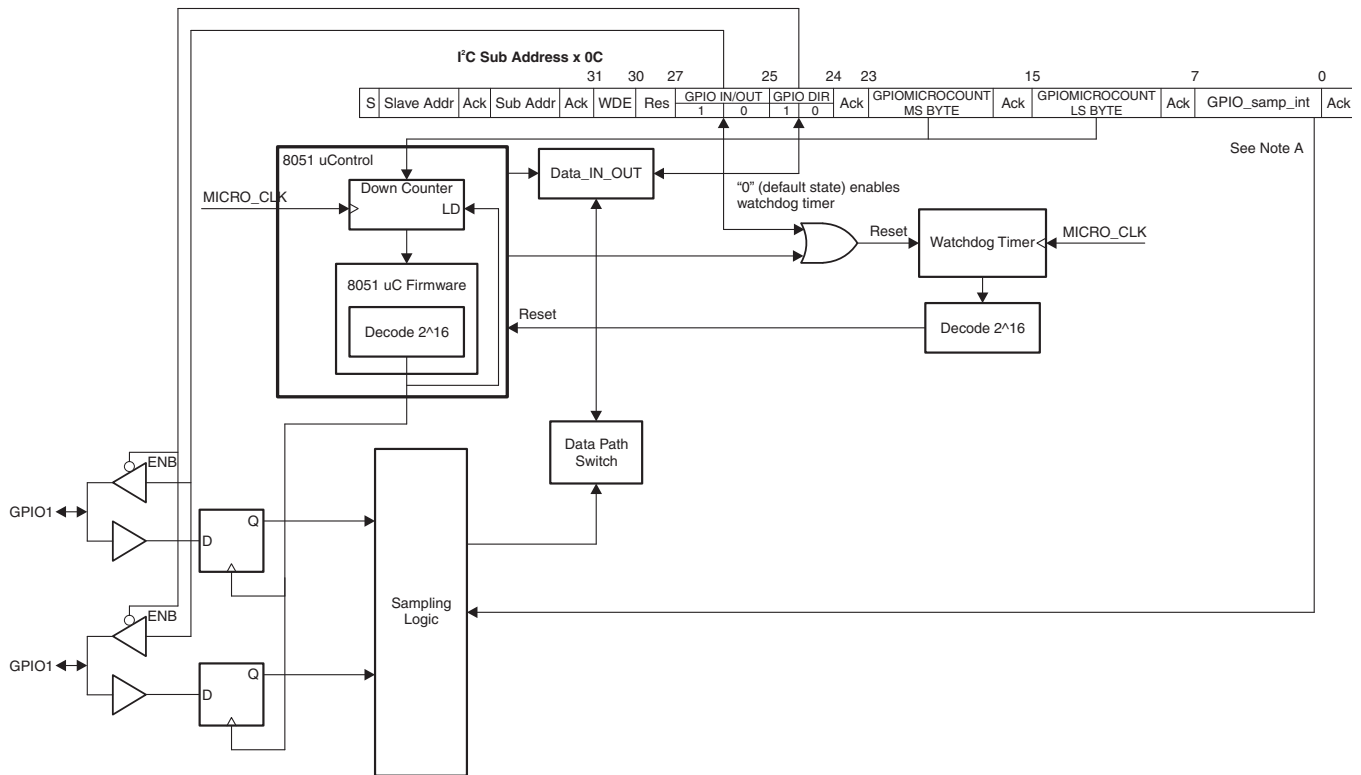 I²C Sub Address x 0C
31 30 27 25 24 23 15 7 0
S Slave Addr Ack Sub Addr Ack WDE Res GPIO IN/OUT GPIO DIR Ack GPIOMICROCOUNT Ack GPIOMICROCOUNT Ack GPIO_samp_int Ack
1 0 1 0 MS BYTE LS BYTE
See Note A
8051 uControl
Data_IN_OUT
"0" (default state) enables
watchdog timer
MICRO_CLK
Down Counter
LD
Reset
Watchdog Timer
MICRO_CLK
8051 uC Firmware
Decode 2^16
Reset
Decode 2^16
Data Path
Switch
ENB
GPIO1
Q
D
Sampling
Logic
ENB
GPIO1
Q
D